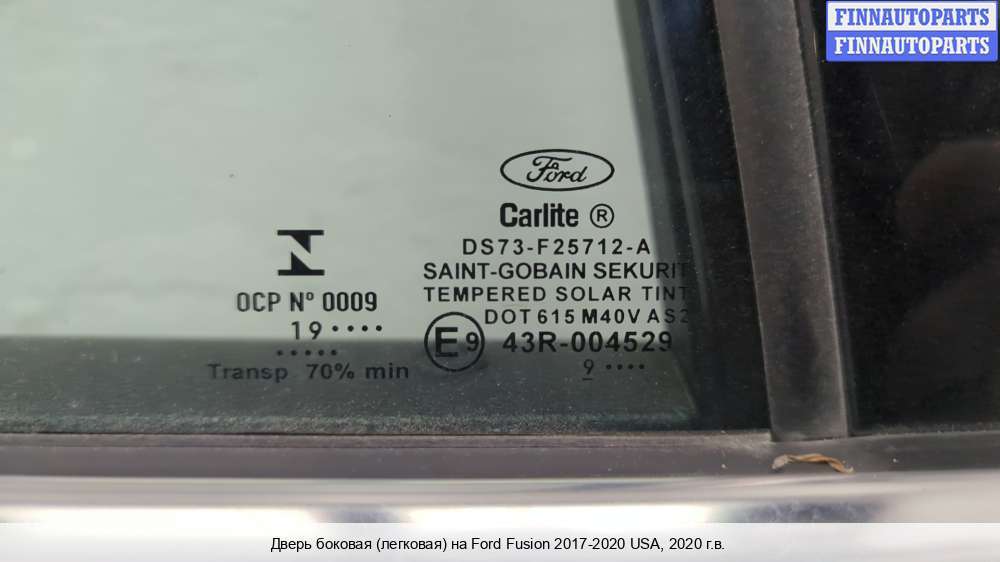 FINNAUTOPARTS
FINNAUTOPARTS
Ford
Carlite ®
DS73-F25712-A
SAINT-GOBAIN SEKURIT
TEMPERED SOLAR TINT
DOT 615 M40V AS2
E9 43R-004529
9 ····
OCP Nº 0009
19 ····
·····
Transp 70% min
Дверь боковая (легковая) на Ford Fusion 2017-2020 USA, 2020 г.в.